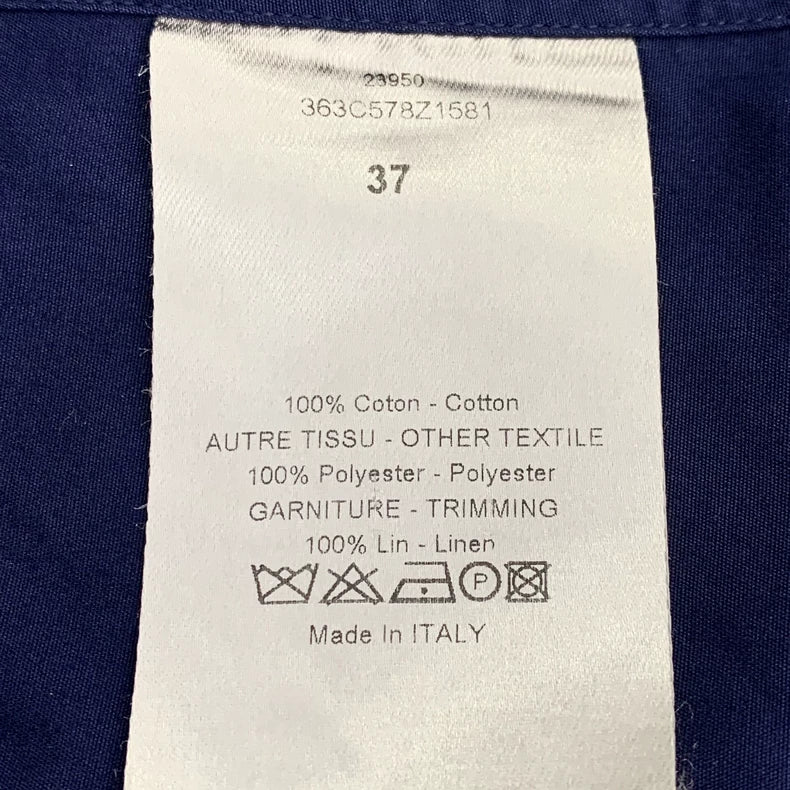 23950
363C578Z1581
37
100% Coton - Cotton
AUTRE TISSU - OTHER TEXTILE
100% Polyester - Polyester
GARNITURE - TRIMMING
100% Lin - Linen
P
Made In ITALY